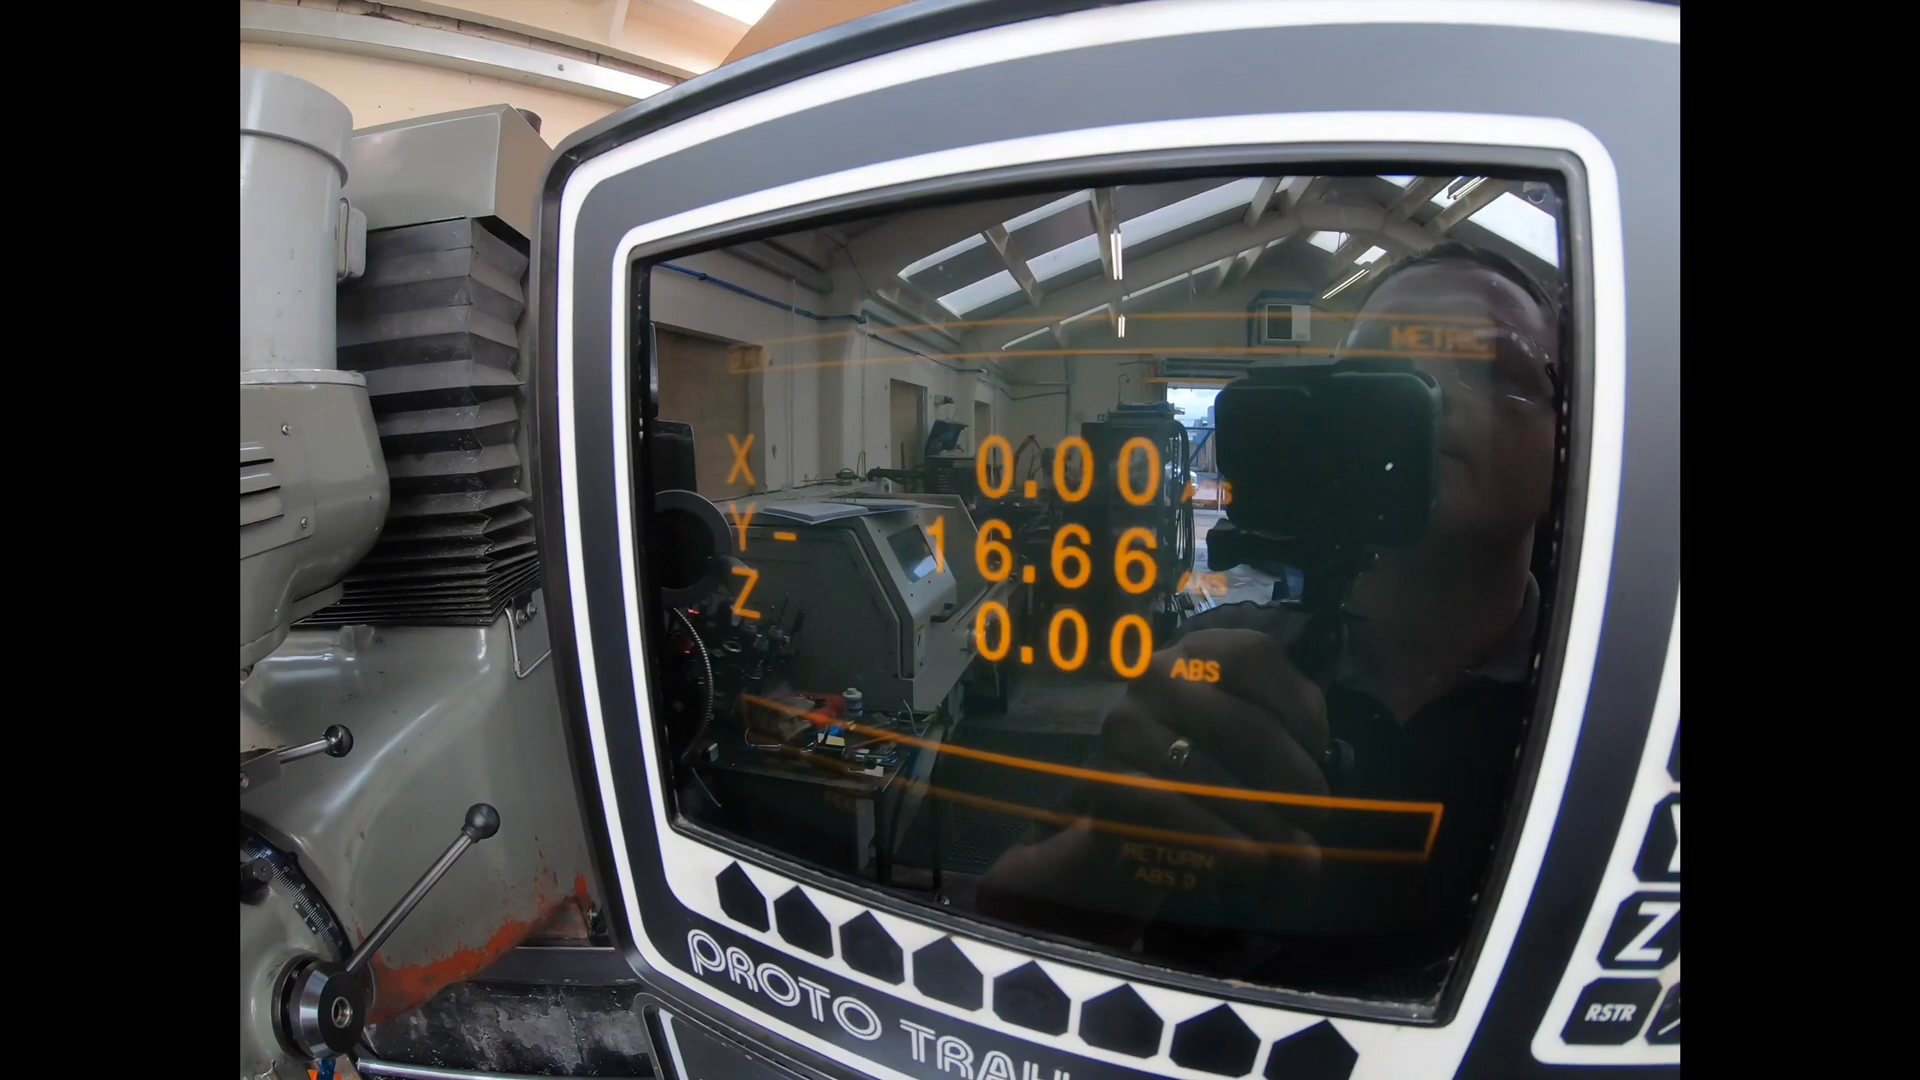 METRIC
X 0.00
Y - 16.66 ABS
Z 0.00 ABS
RETURN
ABS 0
PROTO TRAK
Z
RSTR